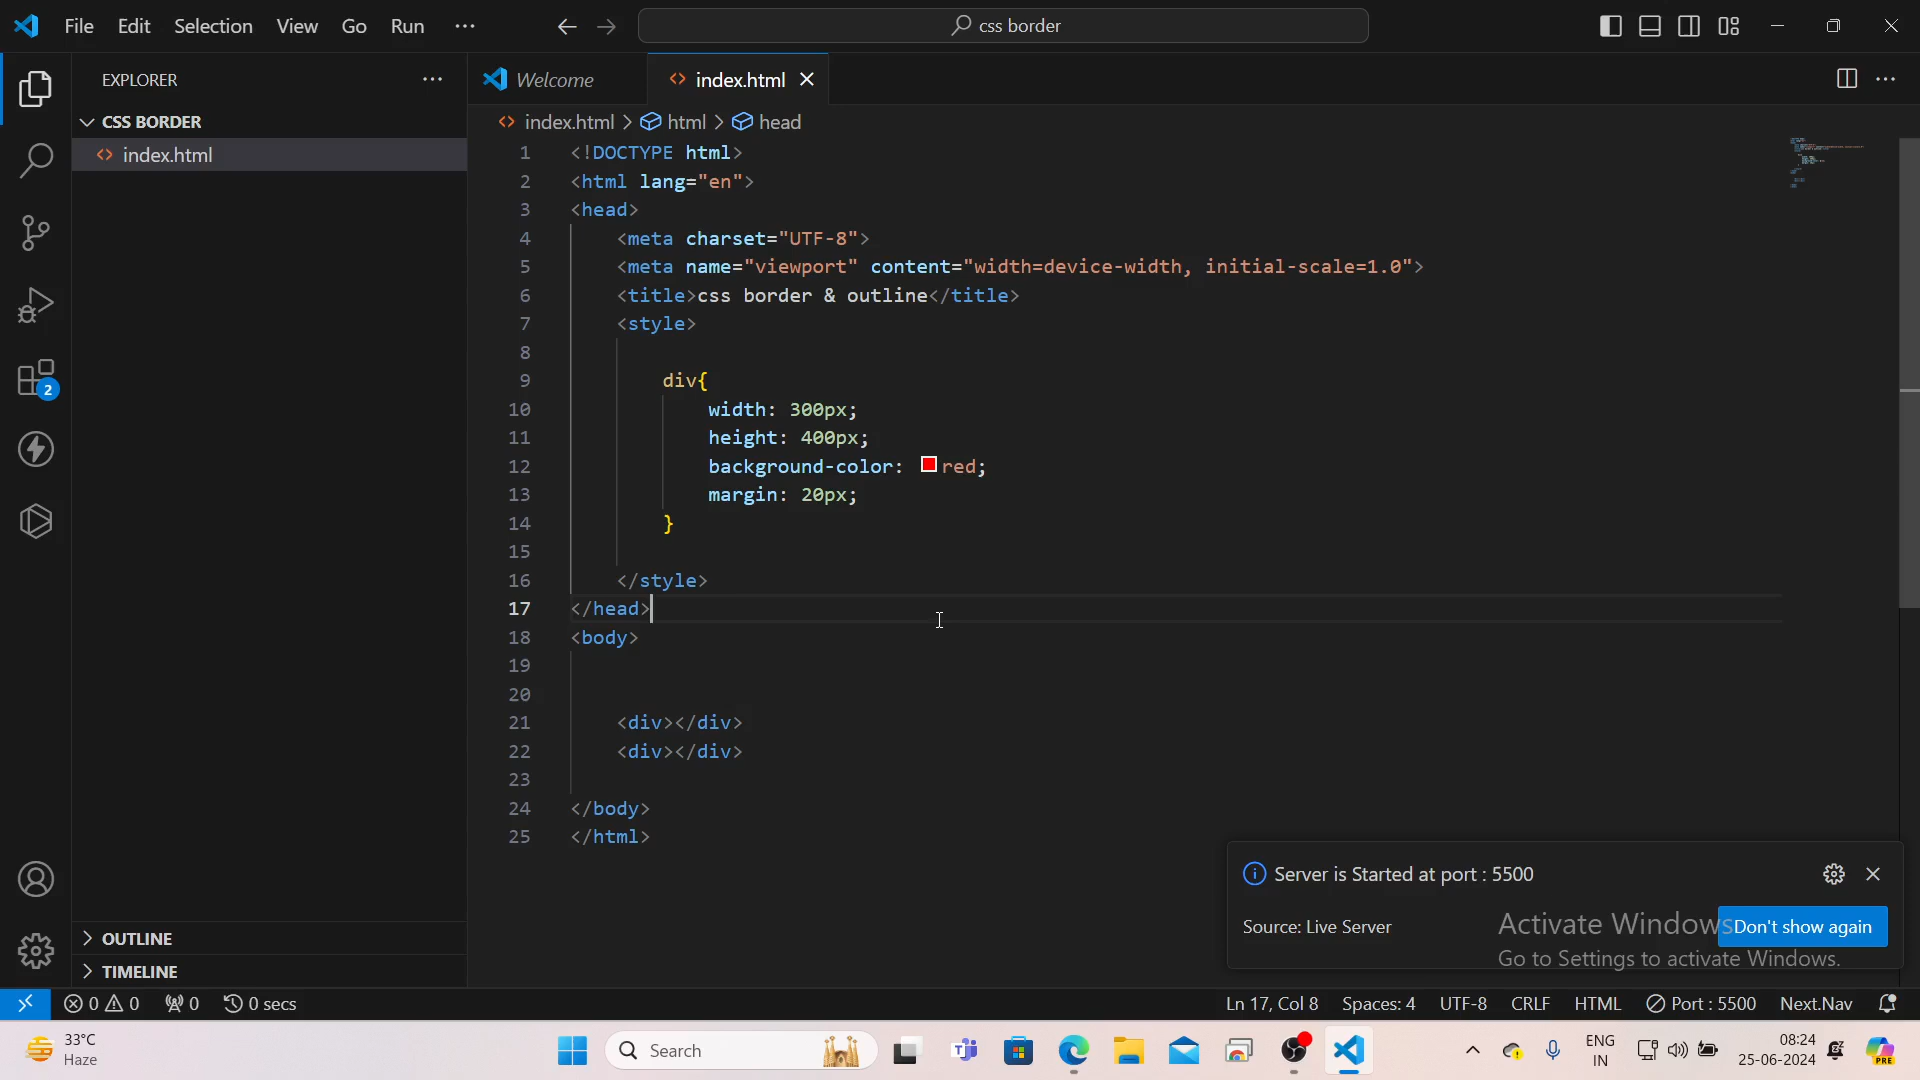 File Edit Selection View Go Run ···
css border
EXPLORER ···
CSS BORDER
index.html
OUTLINE
TIMELINE
Welcome
<> index.html
<> index.html > html > head
1 <!DOCTYPE html>
2 <html lang="en">
3 <head>
4 <meta charset="UTF-8">
5 <meta name="viewport" content="width=device-width, initial-scale=1.0">
6 <title>css border & outline</title>
7 <style>
8
9 div{
10 width: 300px;
11 height: 400px;
12 background-color: red;
13 margin: 20px;
14 }
15
16 </style>
17 </head>
18 <body>
19
20
21 <div></div>
22 <div></div>
23
24 </body>
25 </html>
2
Server is Started at port : 5500
Source: Live Server
Don't show again
Activate Windows
Go to Settings to activate Windows.
0 0 0 0 secs
Ln 17, Col 8 Spaces: 4 UTF-8 CRLF HTML Port : 5500 Next.Nav
33°C
Haze
Search
ENG
IN
08:24
25-06-2024
PRE